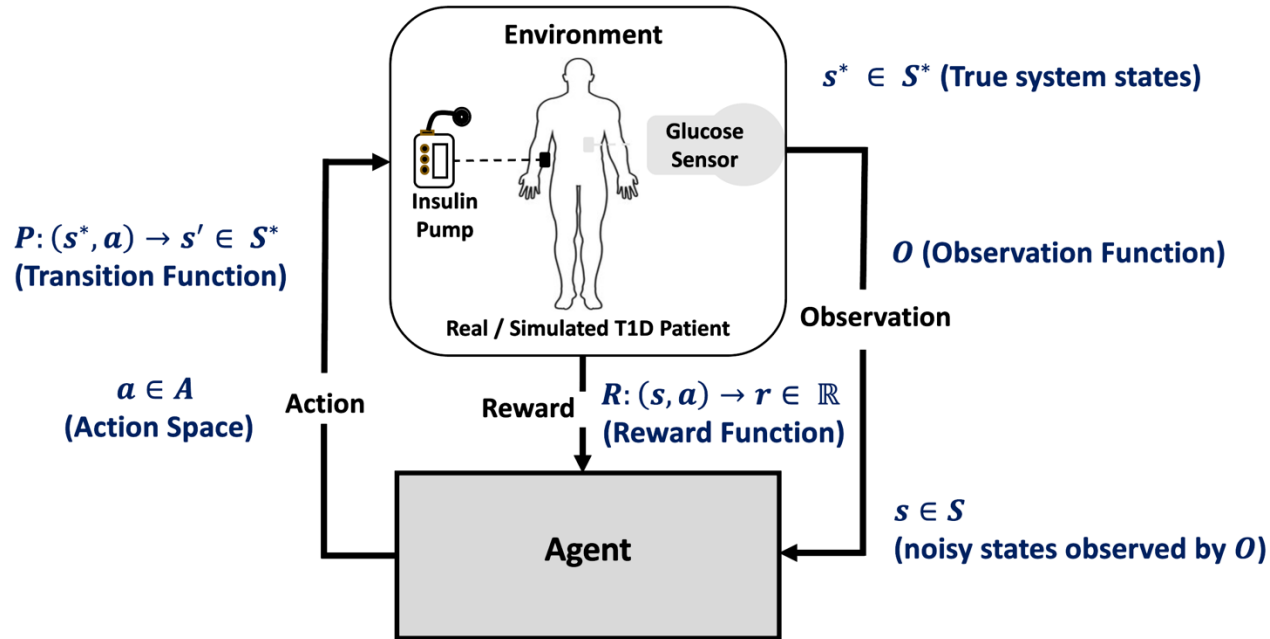 Environment
s* ∈ S* (True system states)
Glucose
Sensor
Insulin
Pump
P: (s*, a) → s′ ∈ S*
(Transition Function)
O (Observation Function)
Real / Simulated T1D Patient
Observation
a ∈ A
(Action Space)
Action
Reward
R: (s, a) → r ∈ ℝ
(Reward Function)
s ∈ S
(noisy states observed by O)
Agent